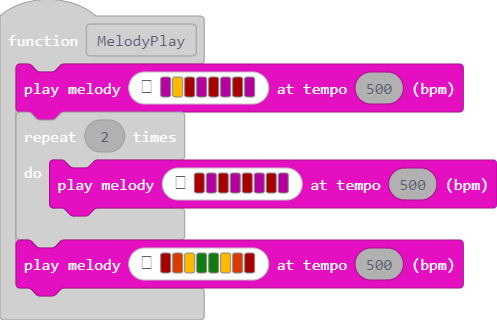 function MelodyPlay
play melody at tempo 500 (bpm)
repeat 2 times
do
play melody at tempo 500 (bpm)
play melody at tempo 500 (bpm)